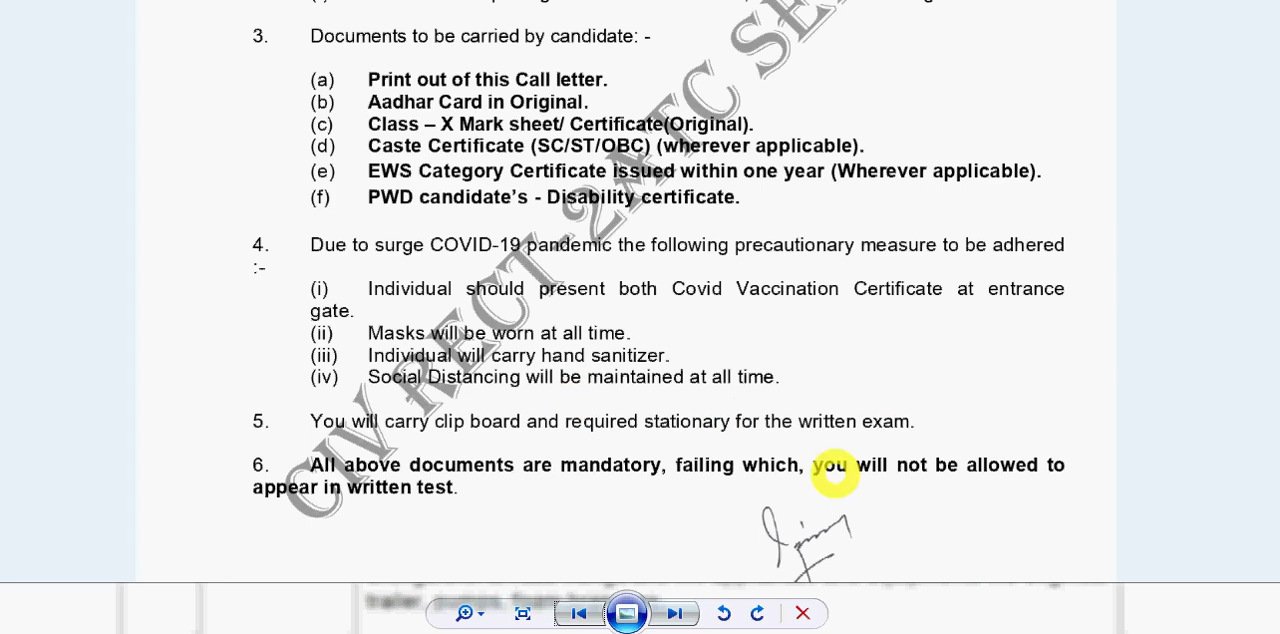 3. Documents to be carried by candidate: -
(a) Print out of this Call letter.
(b) Aadhar Card in Original.
(c) Class – X Mark sheet/ Certificate(Original).
(d) Caste Certificate (SC/ST/OBC) (wherever applicable).
(e) EWS Category Certificate issued within one year (Wherever applicable).
(f) PWD candidate's - Disability certificate.
4. Due to surge COVID-19 pandemic the following precautionary measure to be adhered
:-
(i) Individual should present both Covid Vaccination Certificate at entrance
gate.
(ii) Masks will be worn at all time.
(iii) Individual will carry hand sanitizer.
(iv) Social Distancing will be maintained at all time.
5. You will carry clip board and required stationary for the written exam.
6. All above documents are mandatory, failing which, you will not be allowed to
appear in written test.
CIV RECT-2ATC